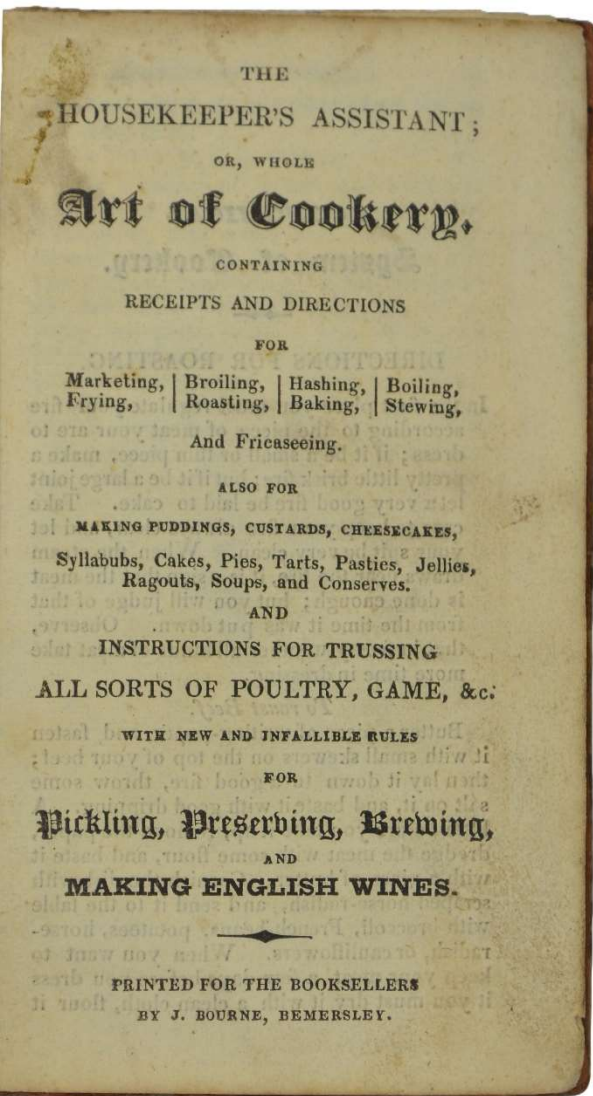 THE
HOUSEKEEPER'S ASSISTANT;
OR, WHOLE
Art of Cookery.
CONTAINING
RECEIPTS AND DIRECTIONS
FOR
Marketing, | Broiling, | Hashing, | Boiling,
Frying, | Roasting, | Baking, | Stewing,
And Fricaseeing.
ALSO FOR
MAKING PUDDINGS, CUSTARDS, CHEESECAKES,
Syllabubs, Cakes, Pies, Tarts, Pasties, Jellies,
Ragouts, Soups, and Conserves.
AND
INSTRUCTIONS FOR TRUSSING
ALL SORTS OF POULTRY, GAME, &c.
WITH NEW AND INFALLIBLE RULES
FOR
Pickling, Preserving, Brewing,
AND
MAKING ENGLISH WINES.
PRINTED FOR THE BOOKSELLERS
BY J. BOURNE, BEMERSLEY.